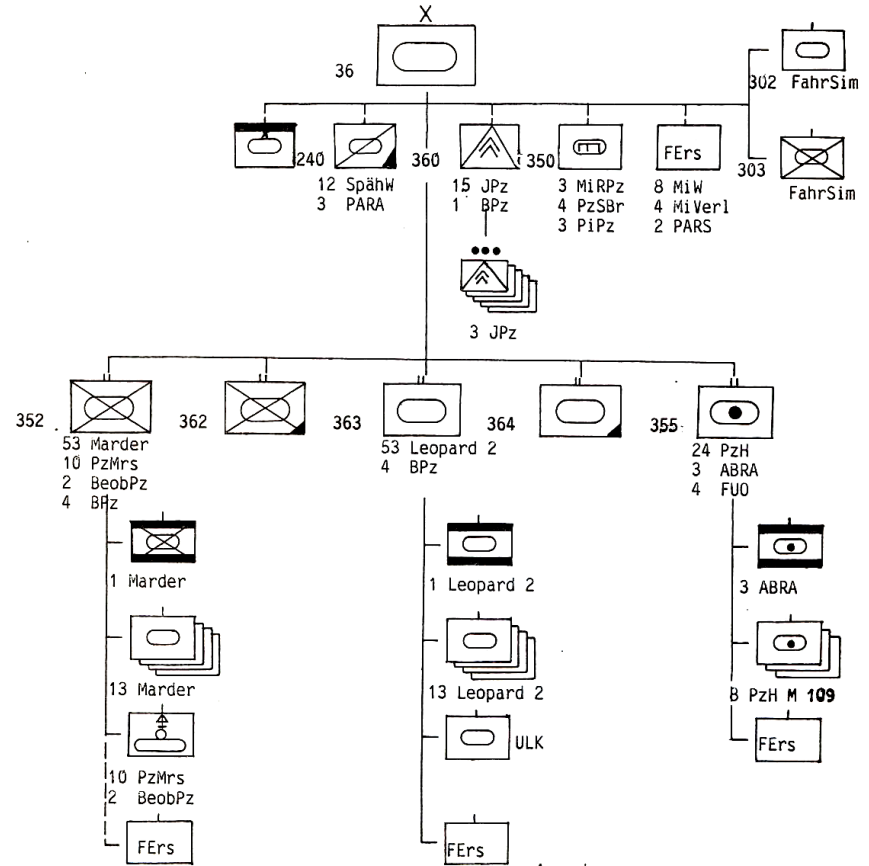 X
36
302 FahrSim
303
FahrSim
240
12 SpähW
3 PARA
360
15 JPz
1 BPz
350
3 MiRPz
4 PzSBr
3 PiPz
FErs
8 MiW
4 MiVerl
2 PARS
3 JPz
352
53 Marder
10 PzMrs
2 BeobPz
4 BPz
362
363
53 Leopard 2
4 BPz
364
355
24 PzH
3 ABRA
4 FUO
1 Marder
13 Marder
10 PzMrs
2 BeobPz
FErs
1 Leopard 2
13 Leopard 2
ULK
FErs
3 ABRA
8 PzH M 109
FErs